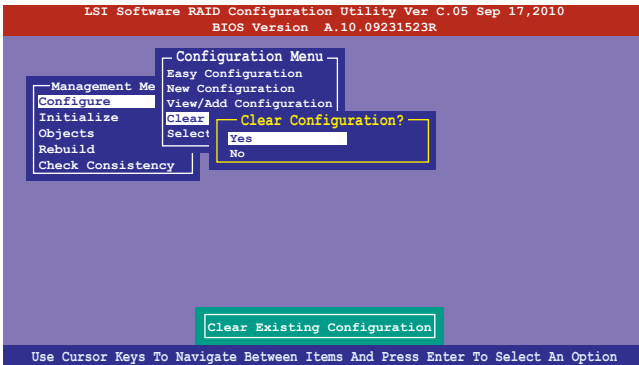 LSI Software RAID Configuration Utility Ver C.05 Sep 17,2010
BIOS Version A.10.09231523R
Configuration Menu
Easy Configuration
New Configuration
View/Add Configuration
Clear
Select
Management Me
Configure
Initialize
Objects
Rebuild
Check Consistency
Clear Configuration?
Yes
No
Clear Existing Configuration
Use Cursor Keys To Navigate Between Items And Press Enter To Select An Option